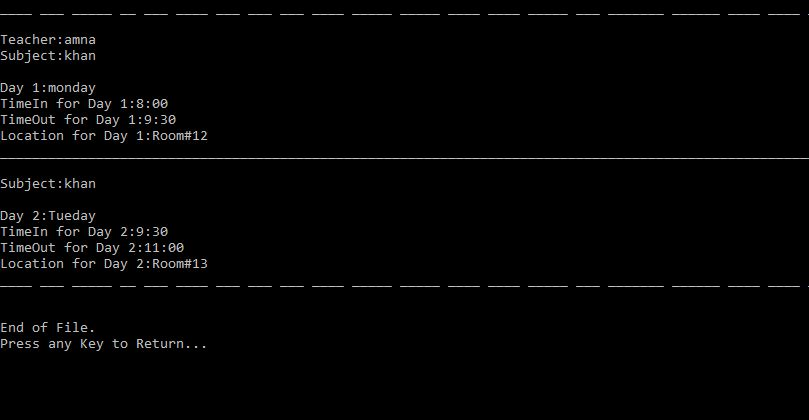 Teacher:amna
Subject:khan
Day 1:monday
TimeIn for Day 1:8:00
TimeOut for Day 1:9:30
Location for Day 1:Room#12
Subject:khan
Day 2:Tueday
TimeIn for Day 2:9:30
TimeOut for Day 2:11:00
Location for Day 2:Room#13
End of File.
Press any Key to Return...